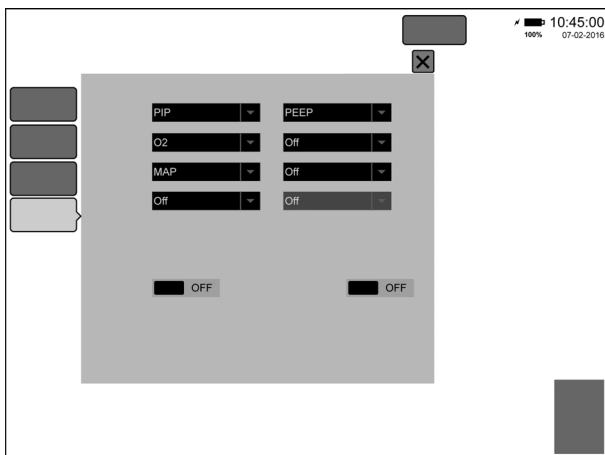 10:45:00
100% 07-02-2016
PIP PEEP
O2 Off
MAP Off
Off Off
OFF OFF